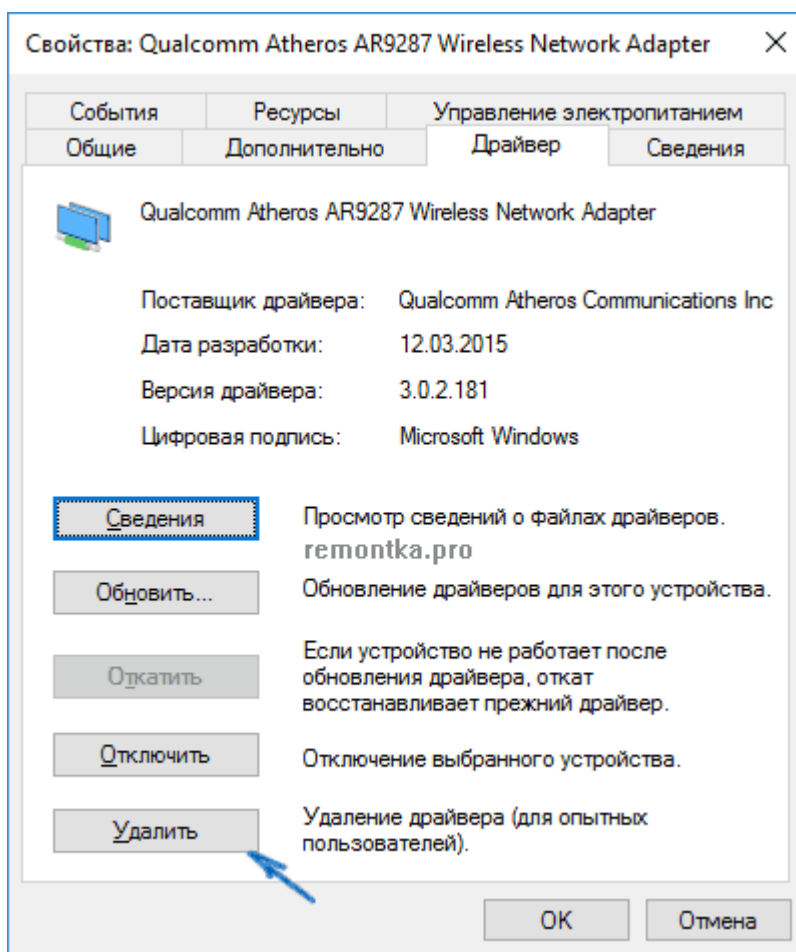 Свойства: Qualcomm Atheros AR9287 Wireless Network Adapter
События Ресурсы Управление электропитанием
Общие Дополнительно Драйвер Сведения
Qualcomm Atheros AR9287 Wireless Network Adapter
Поставщик драйвера: Qualcomm Atheros Communications Inc
Дата разработки: 12.03.2015
Версия драйвера: 3.0.2.181
Цифровая подпись: Microsoft Windows
Сведения Просмотр сведений о файлах драйверов.
remontka.pro
Обновить... Обновление драйверов для этого устройства.
Откатить Если устройство не работает после
обновления драйвера, откат
восстанавливает прежний драйвер.
Отключить Отключение выбранного устройства.
Удалить Удаление драйвера (для опытных
пользователей).
OK Отмена